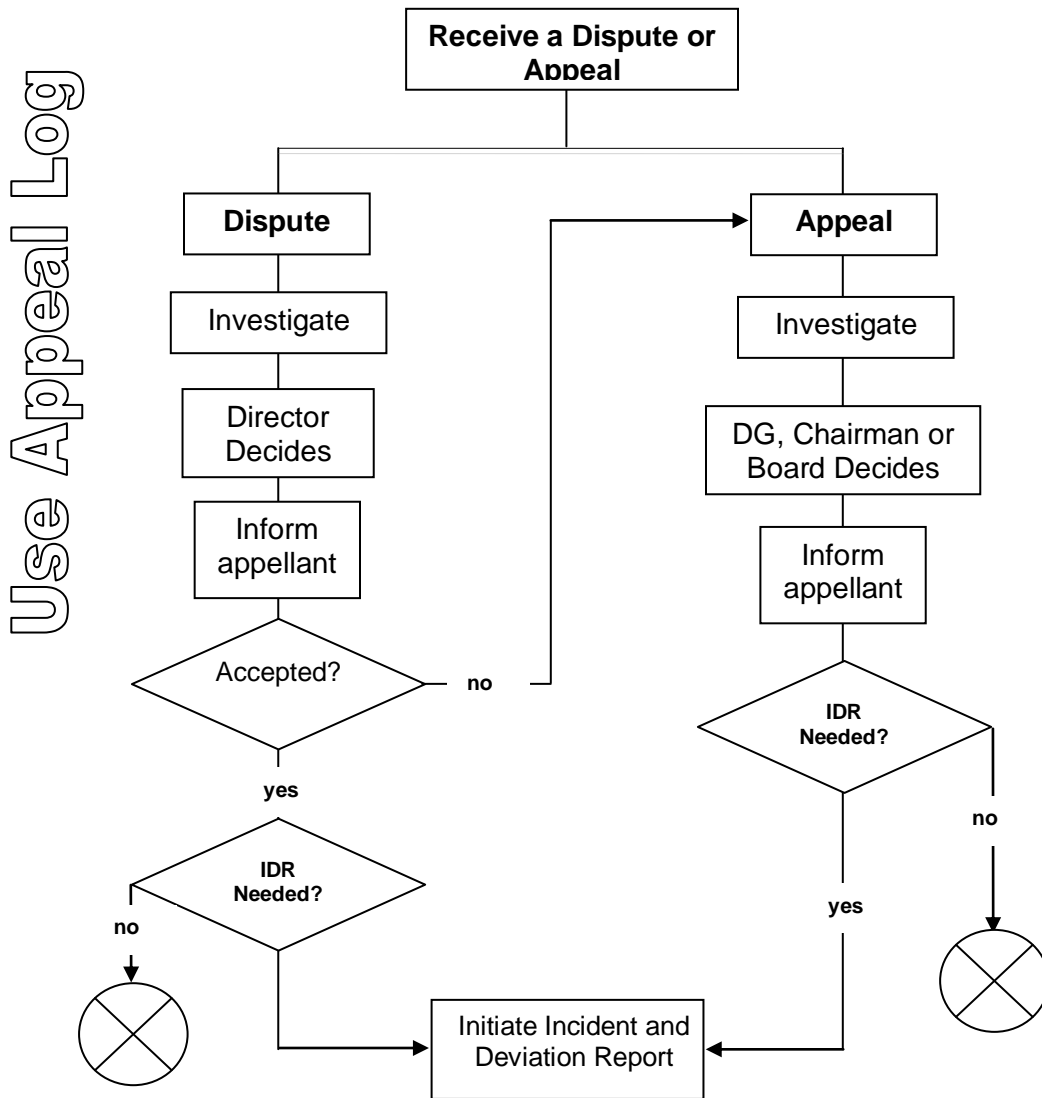 Use Appeal Log
Receive a Dispute or
Appeal
Dispute
Appeal
Investigate
Investigate
Director
Decides
DG, Chairman or
Board Decides
Inform
appellant
Inform
appellant
Accepted?
no
IDR
Needed?
yes
no
IDR
Needed?
yes
no
Initiate Incident and
Deviation Report